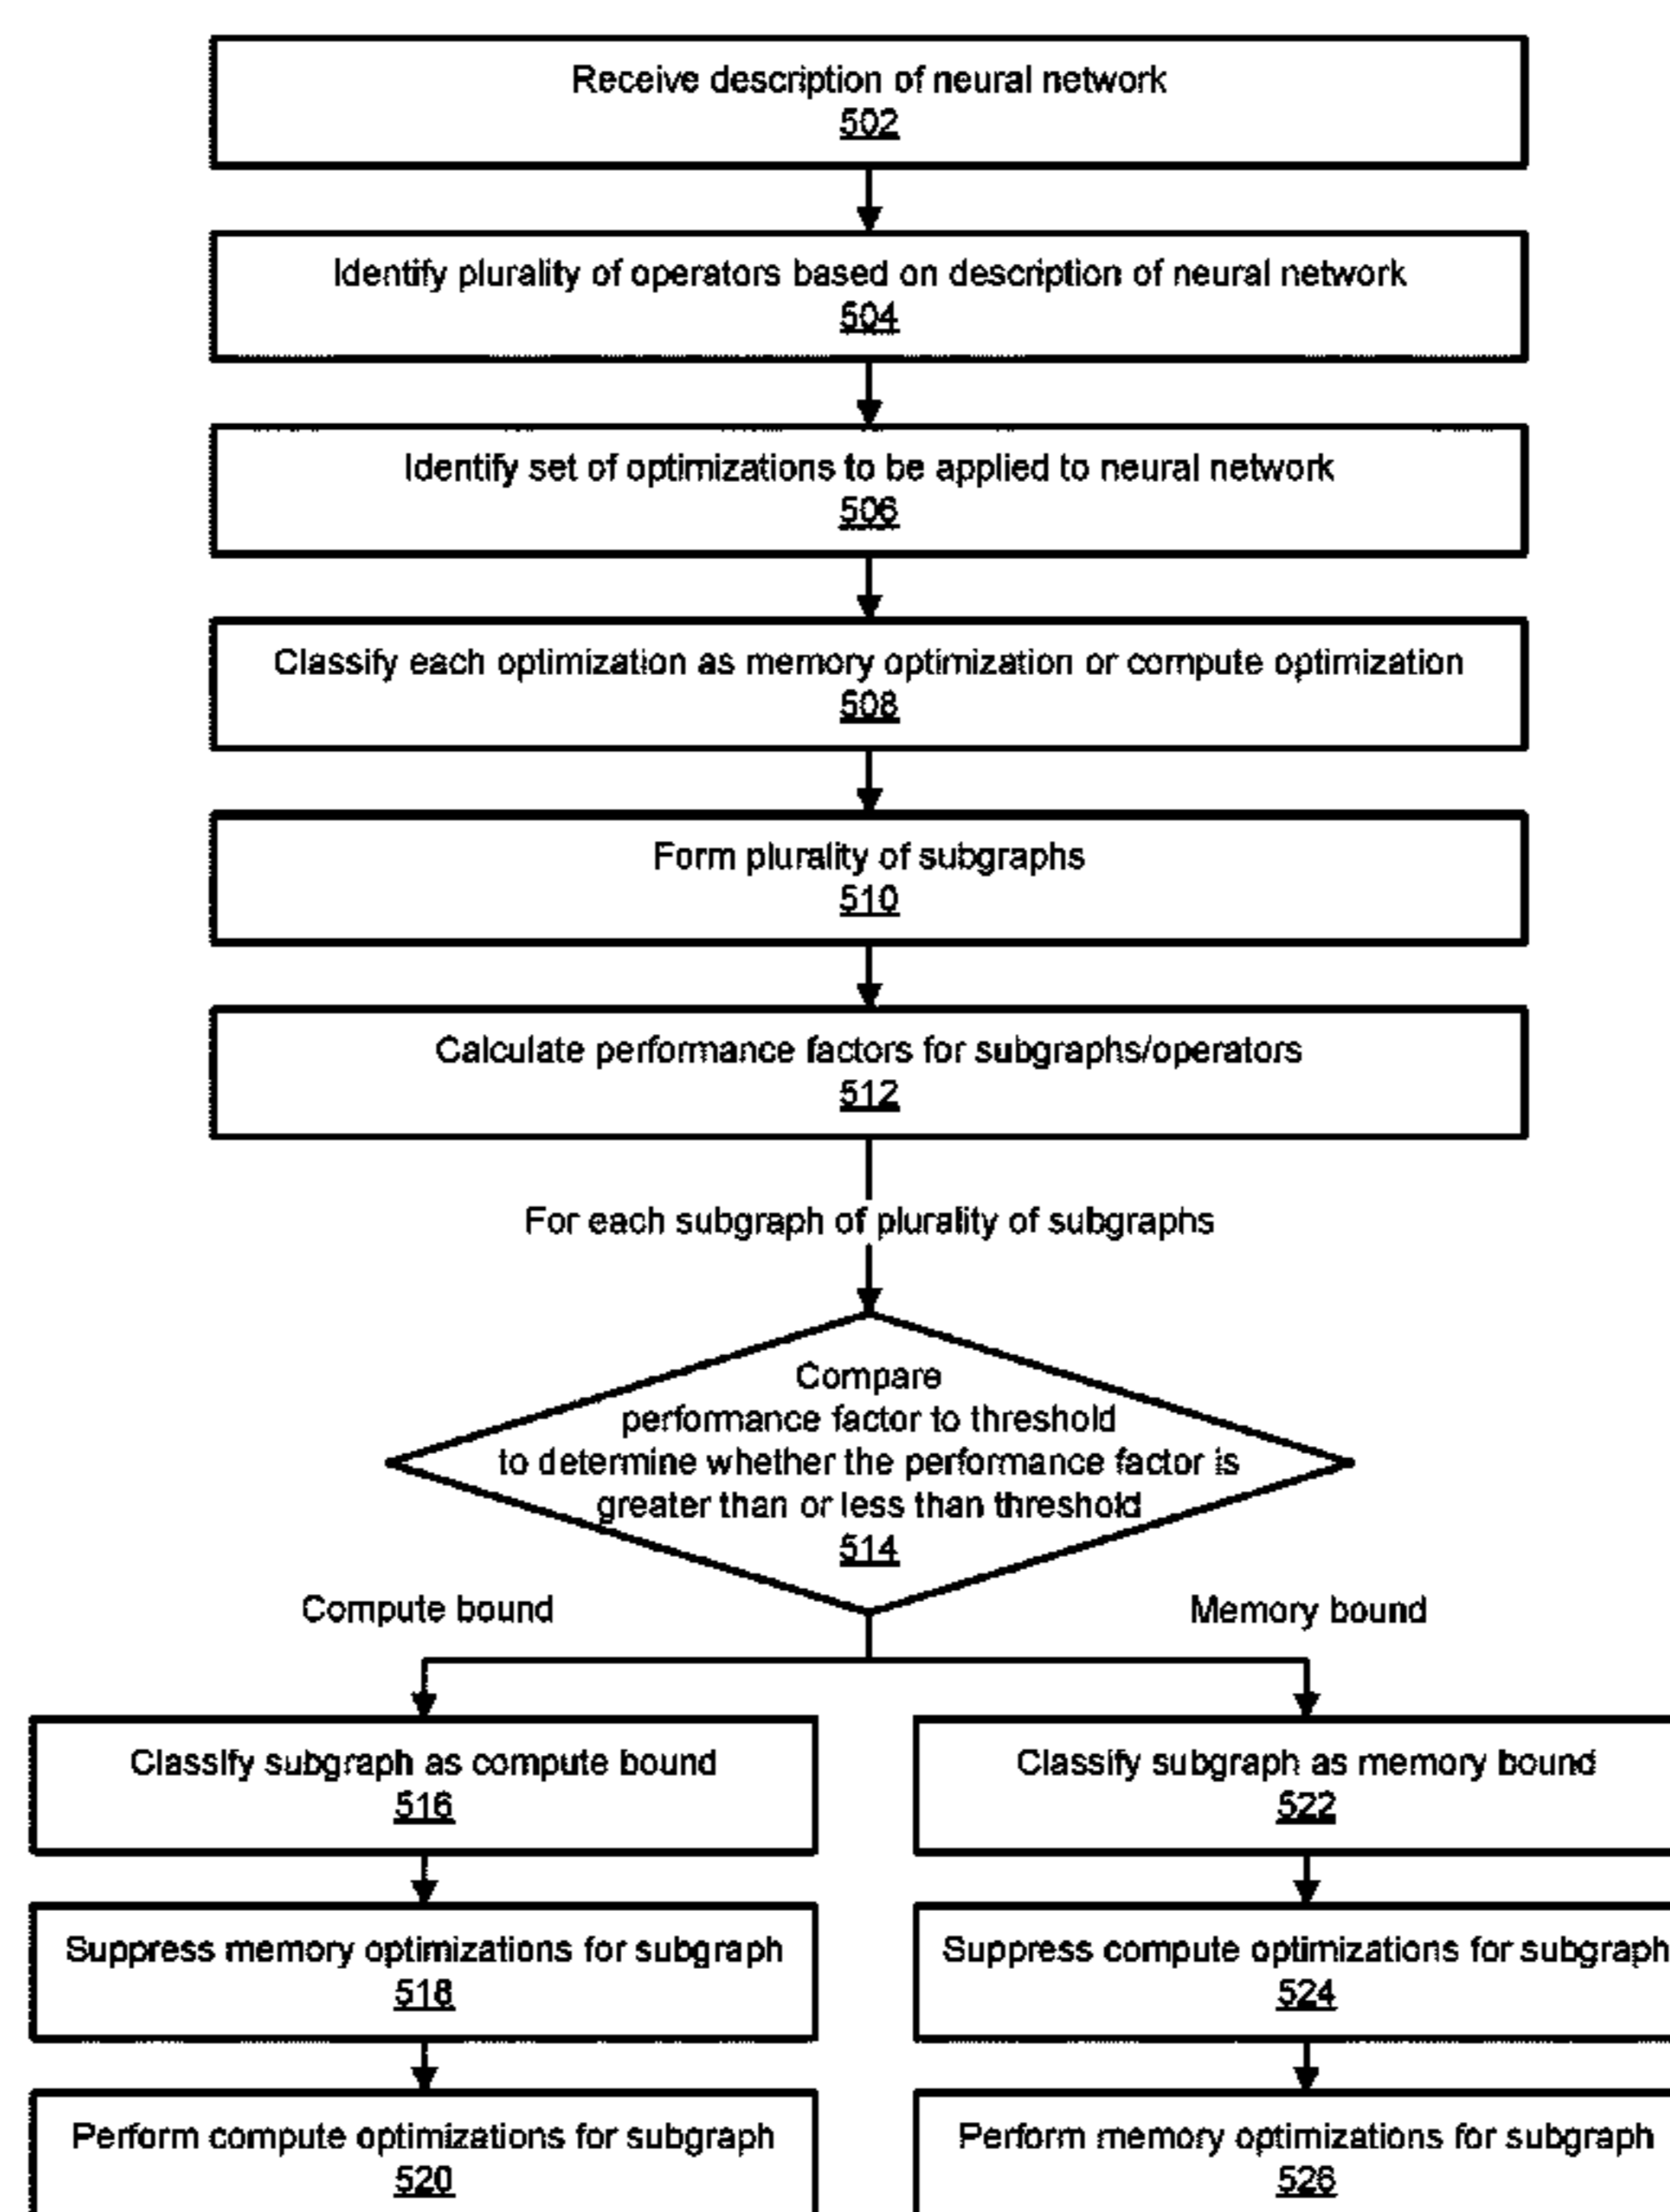 Receive description of neural network
502
Identify plurality of operators based on description of neural network
504
Identify set of optimizations to be applied to neural network
506
Classify each optimization as memory optimization or compute optimization
508
Form plurality of subgraphs
510
Calculate performance factors for subgraphs/operators
512
For each subgraph of plurality of subgraphs
Compare
performance factor to threshold
to determine whether the performance factor is
greater than or less than threshold
514
Compute bound
Memory bound
Classify subgraph as compute bound
516
Classify subgraph as memory bound
522
Suppress memory optimizations for subgraph
518
Suppress compute optimizations for subgraph
524
Perform compute optimizations for subgraph
520
Perform memory optimizations for subgraph
526